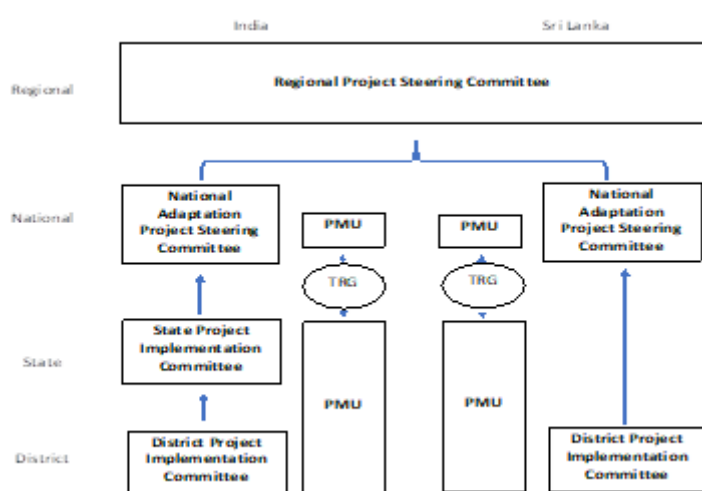 India
Sri Lanka
Regional Project Steering Committee
Regional
National
Adaptation
Project Steering
Committee
National
PMU
PMU
National
Adaptation
Project Steering
Committee
TRG
TRG
State Project
Implementation
Committee
State
PMU
PMU
District Project
Implementation
Committee
District
District Project
Implementation
Committee